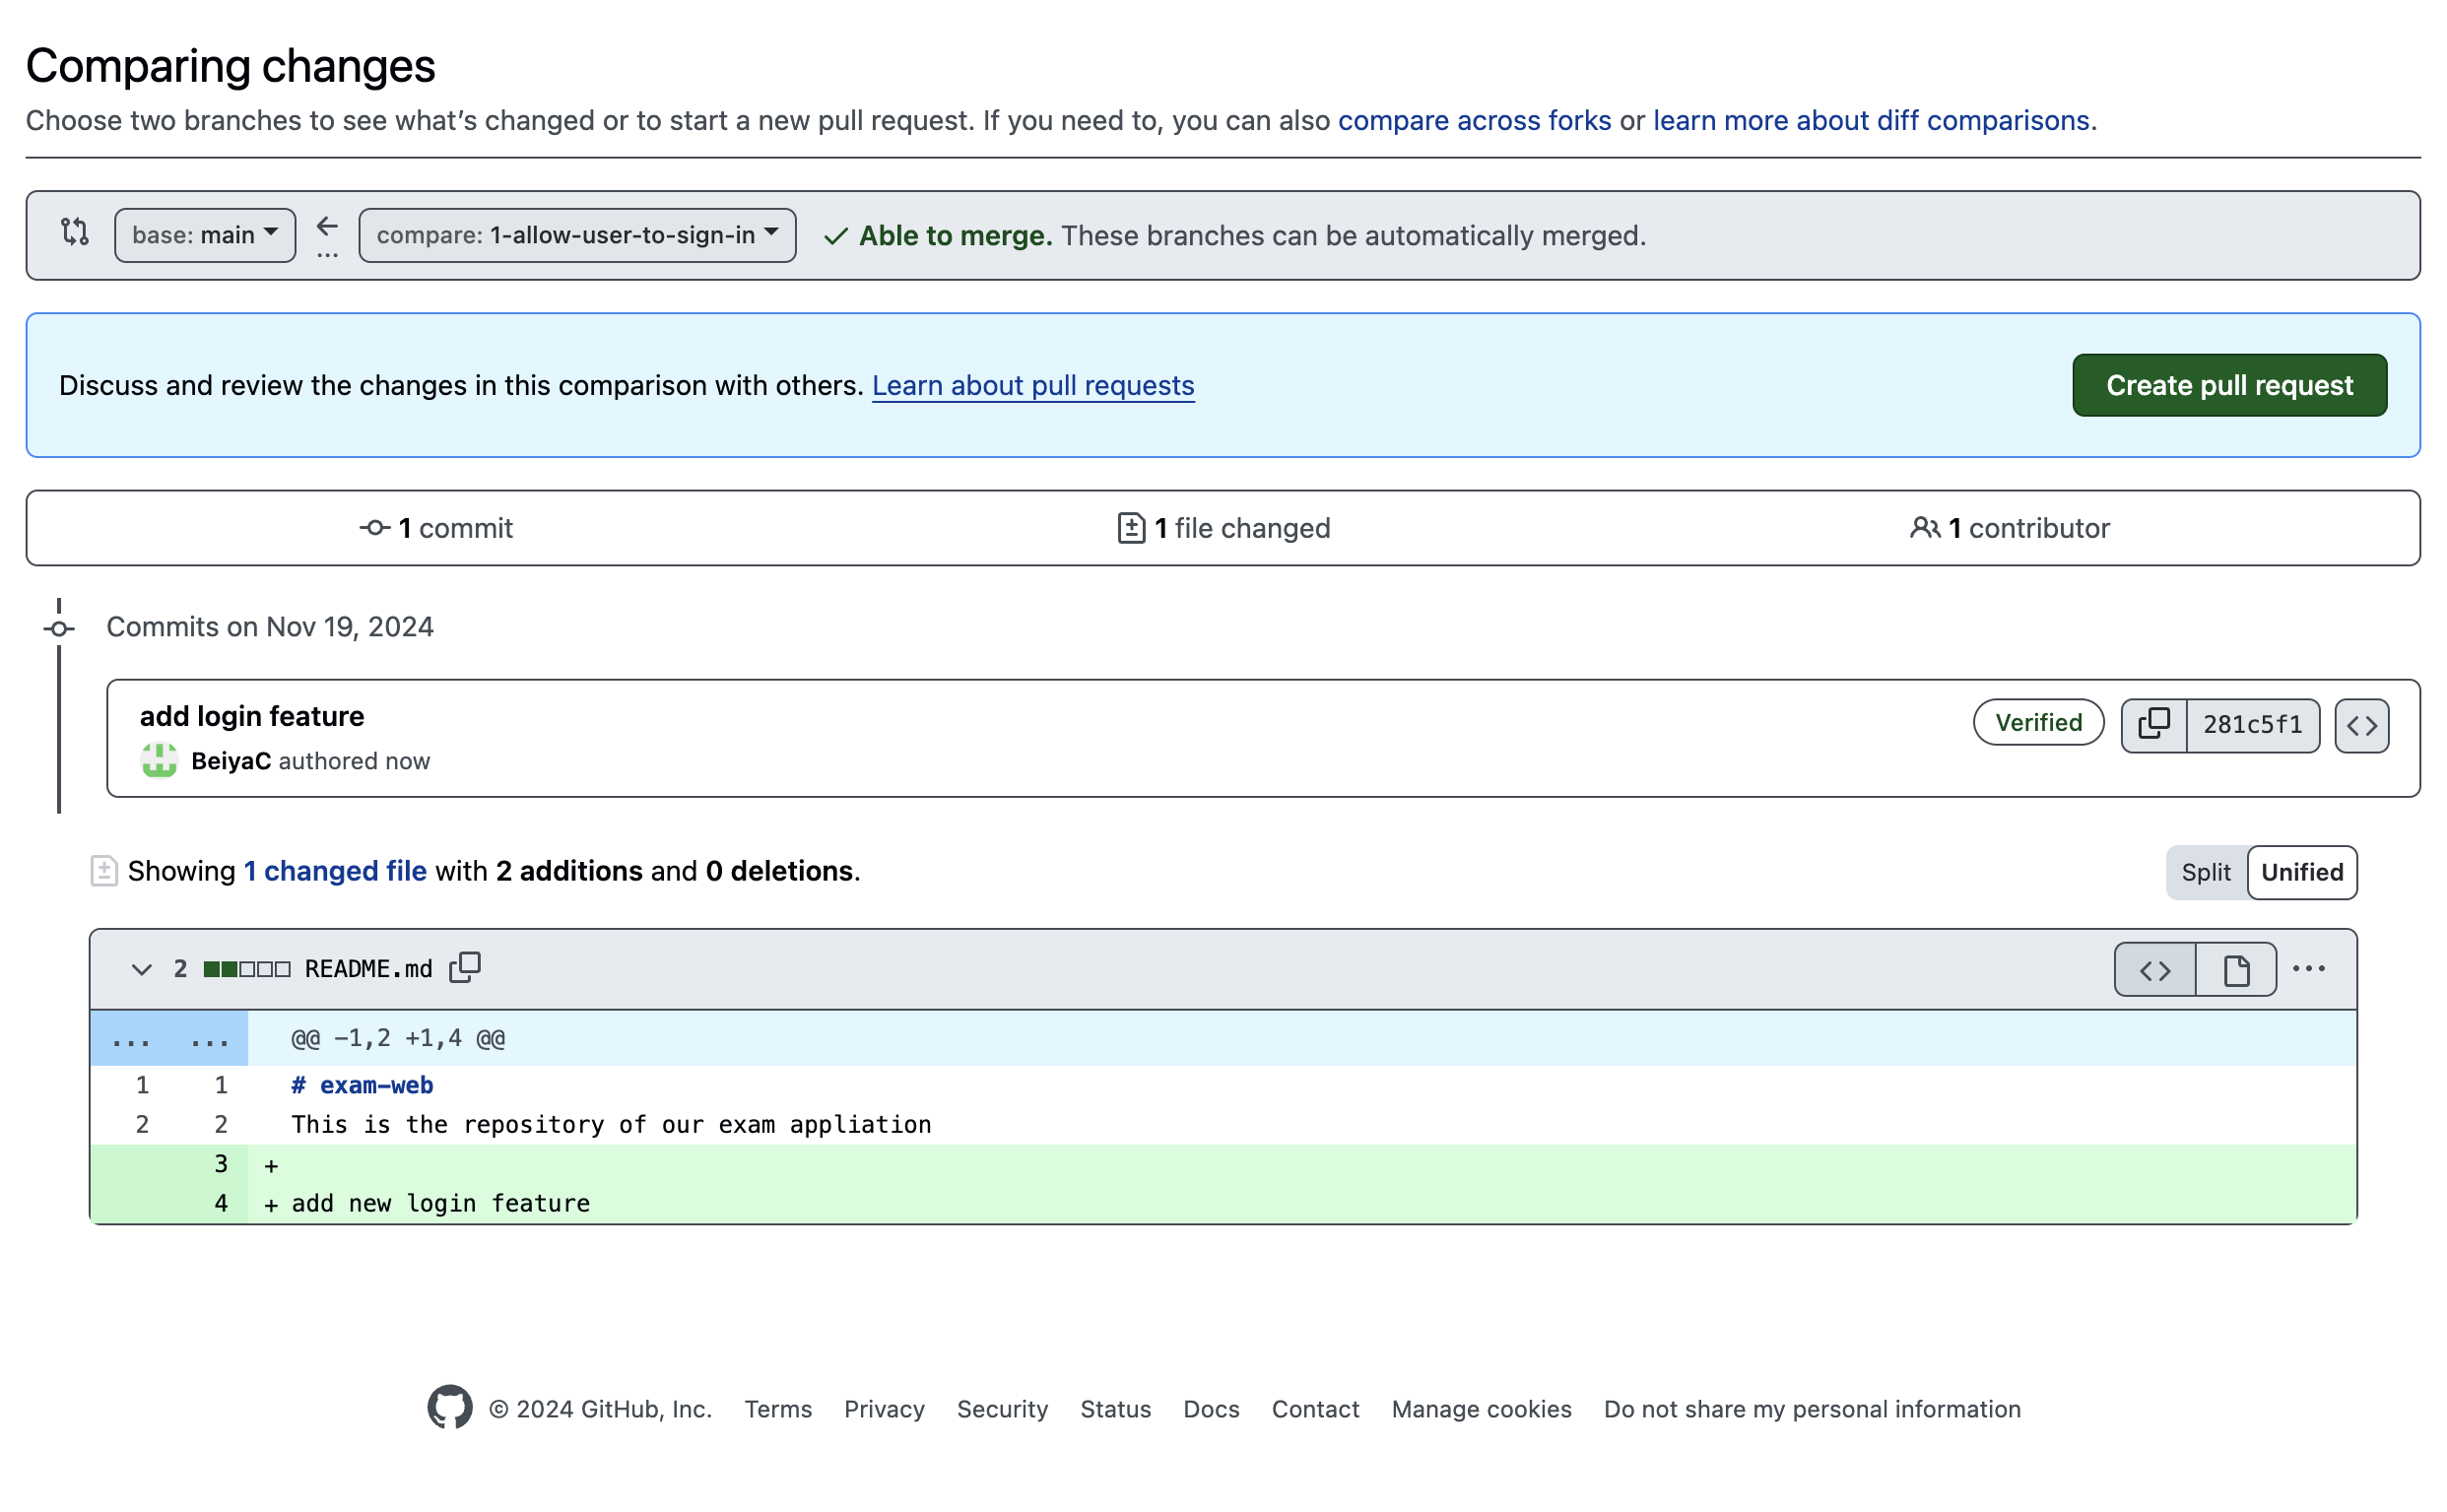 Comparing changes
Choose two branches to see what’s changed or to start a new pull request. If you need to, you can also compare across forks or learn more about diff comparisons.
base: main compare: 1-allow-user-to-sign-in Able to merge. These branches can be automatically merged.
Discuss and review the changes in this comparison with others. Learn about pull requests Create pull request
1 commit 1 file changed 1 contributor
Commits on Nov 19, 2024
add login feature Verified 281c5f1
BeiyaC authored now
Showing 1 changed file with 2 additions and 0 deletions. Split Unified
2 README.md
... ... @@ -1,2 +1,4 @@
1 1 # exam-web
2 2 This is the repository of our exam appliation
3 +
4 + add new login feature
© 2024 GitHub, Inc. Terms Privacy Security Status Docs Contact Manage cookies Do not share my personal information